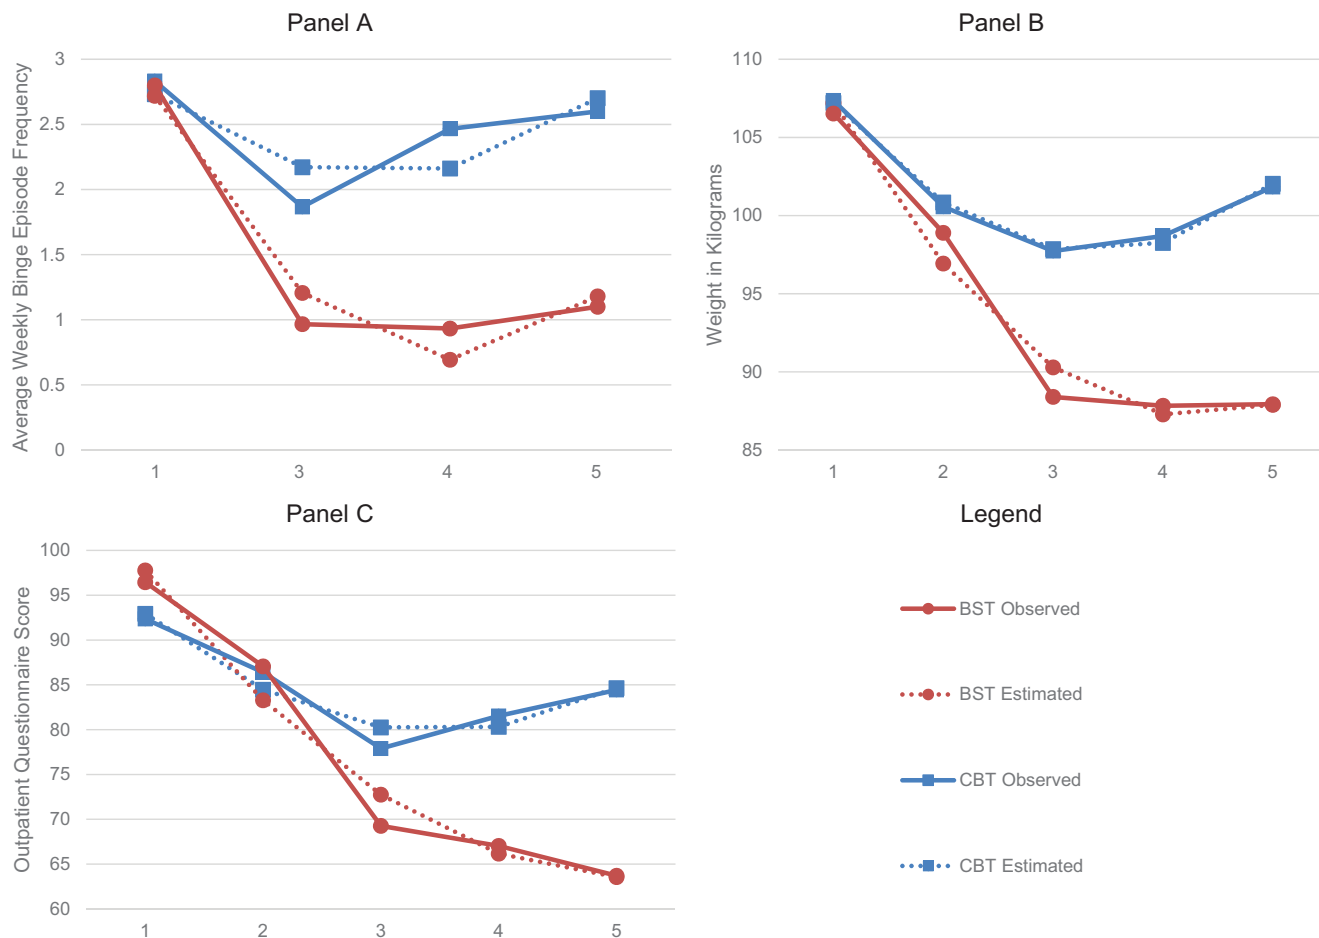 Panel A
Average Weekly Binge Episode Frequency
3
2.5
2
1.5
1
0.5
0
1 3 4 5
Panel B
Weight in Kilograms
110
105
100
95
90
85
1 2 3 4 5
Panel C
Outpatient Questionnaire Score
100
95
90
85
80
75
70
65
60
1 2 3 4 5
Legend
BST Observed
BST Estimated
CBT Observed
CBT Estimated